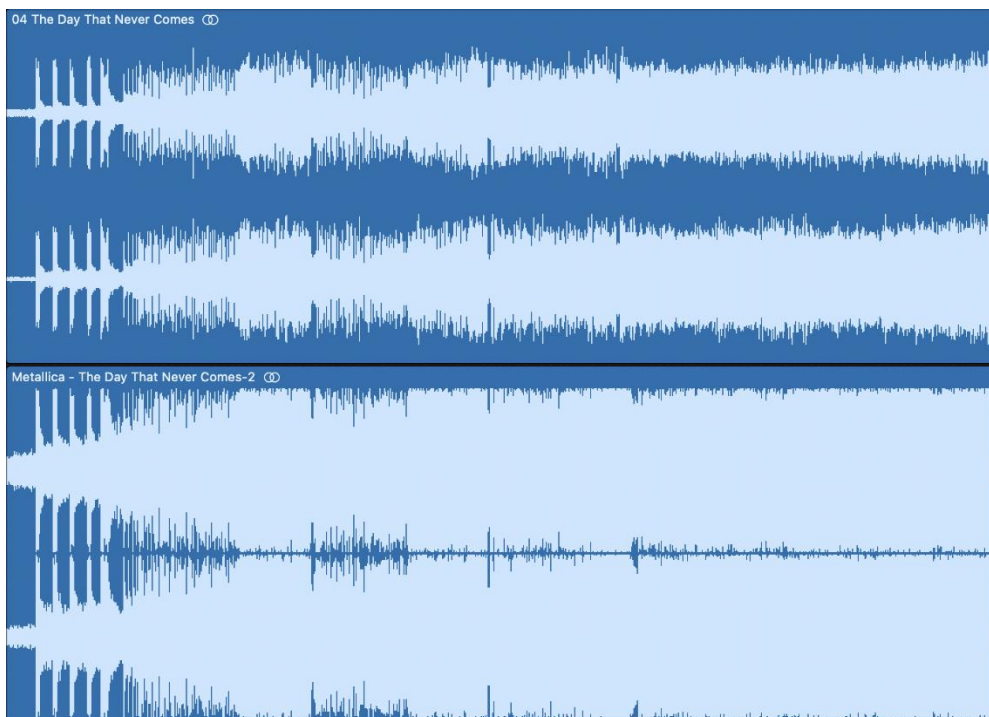 04 The Day That Never Comes
Metallica - The Day That Never Comes-2